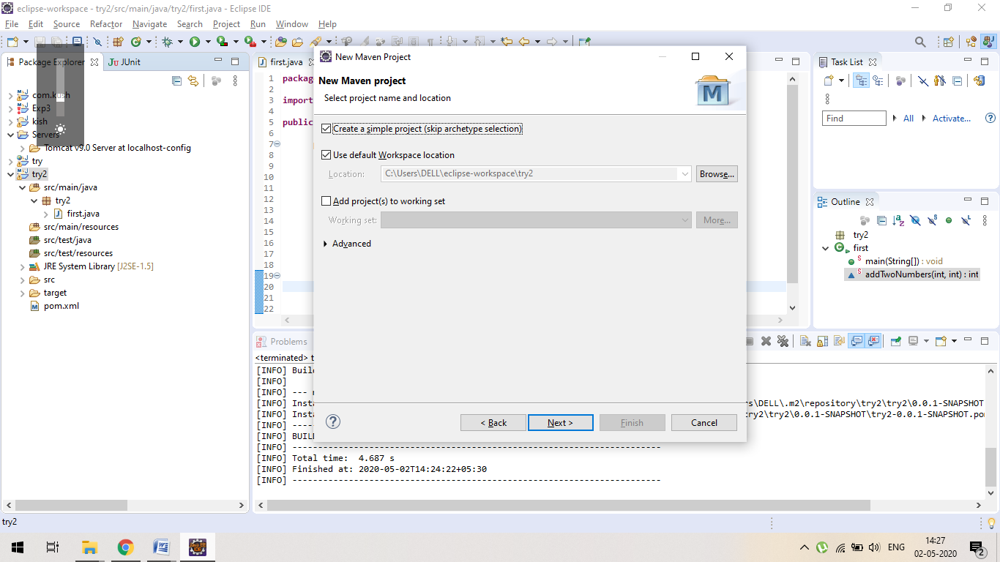 eclipse-workspace - try2/src/main/java/try2/first.java - Eclipse IDE
File Edit Source Refactor Navigate Search Project Run Window Help
Package Explorer
JUnit
com.kush
Exp3
kish
Servers
Tomcat v9.0 Server at localhost-config
try
try2
src/main/java
try2
first.java
src/main/resources
src/test/java
src/test/resources
JRE System Library [J2SE-1.5]
src
target
pom.xml
first.java
1 packag
2
3 import
4
5 public
6
7
8
9
10
11
12
13
14
15
16
17
18
19
20
21
22
New Maven Project
New Maven project
Select project name and location
M
Create a simple project (skip archetype selection)
Use default Workspace location
Location: C:\Users\DELL\eclipse-workspace\try2 Browse...
Add project(s) to working set
Working set: More...
Advanced
< Back Next > Finish Cancel
Task List
Find All Activate...
Outline
try2
first
main(String[]) : void
addTwoNumbers(int, int) : int
Problems
<terminated> t
[INFO] Buil
[INFO]
[INFO] --- m
[INFO] Insta s\DELL\.m2\repository\try2\try2\0.0.1-SNAPSHOT
[INFO] Insta ry2\try2\0.0.1-SNAPSHOT\try2-0.0.1-SNAPSHOT.po
[INFO] ----
[INFO] BUIL
[INFO] ------------------------------------------------------------------------
[INFO] Total time: 4.687 s
[INFO] Finished at: 2020-05-02T14:24:22+05:30
[INFO] ------------------------------------------------------------------------
try2
ENG
14:27
02-05-2020
2